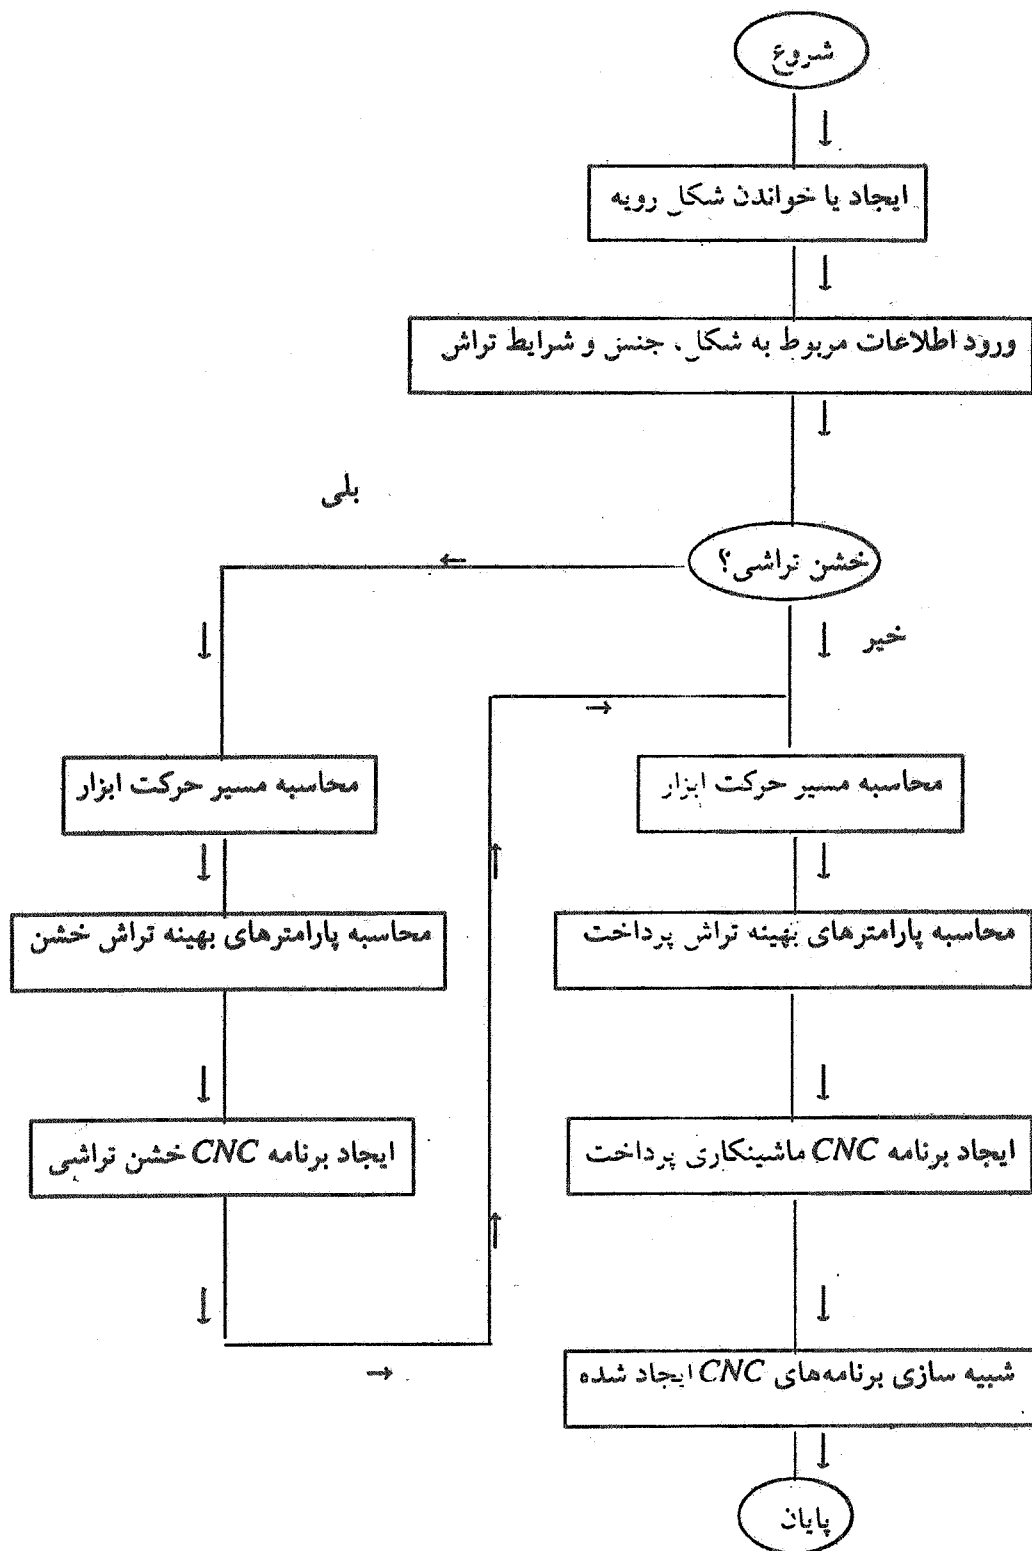 شروع
ایجاد یا خواندن شکل رویه
ورود اطلاعات مربوط به شکل، جنس و شرایط تراش
بلی
خشن تراشی؟
خیر
محاسبه مسیر حرکت ابزار
محاسبه مسیر حرکت ابزار
محاسبه پارامترهای بهینه تراش پرداخت
محاسبه پارامترهای بهینه تراش خشن
ایجاد برنامه CNC ماشینکاری پرداخت
ایجاد برنامه CNC خشن تراشی
شبیه سازی برنامه‌های CNC ایجاد شده
پایان